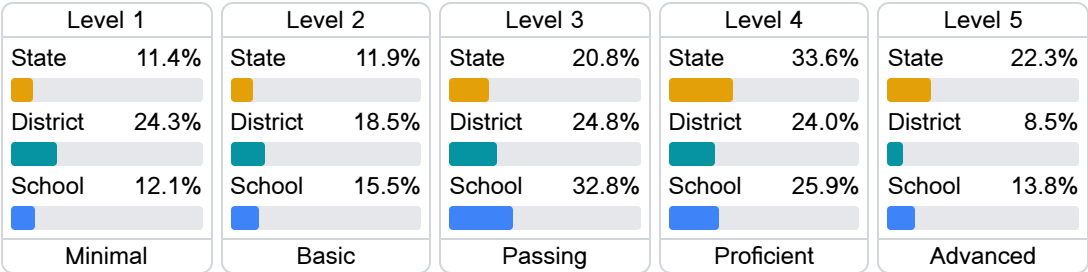 Level 1
State 11.4%
District 24.3%
School 12.1%
Minimal
Level 2
State 11.9%
District 18.5%
School 15.5%
Basic
Level 3
State 20.8%
District 24.8%
School 32.8%
Passing
Level 4
State 33.6%
District 24.0%
School 25.9%
Proficient
Level 5
State 22.3%
District 8.5%
School 13.8%
Advanced